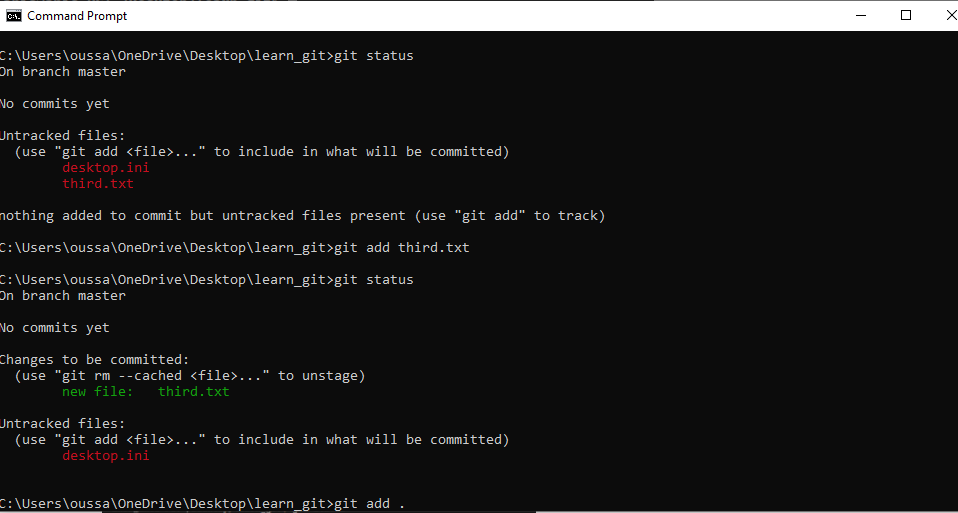 Command Prompt
C:\Users\oussa\OneDrive\Desktop\learn_git>git status
On branch master
No commits yet
Untracked files:
  (use "git add <file>..." to include in what will be committed)
        desktop.ini
        third.txt
nothing added to commit but untracked files present (use "git add" to track)
C:\Users\oussa\OneDrive\Desktop\learn_git>git add third.txt
C:\Users\oussa\OneDrive\Desktop\learn_git>git status
On branch master
No commits yet
Changes to be committed:
  (use "git rm --cached <file>..." to unstage)
        new file:   third.txt
Untracked files:
  (use "git add <file>..." to include in what will be committed)
        desktop.ini
C:\Users\oussa\OneDrive\Desktop\learn_git>git add .